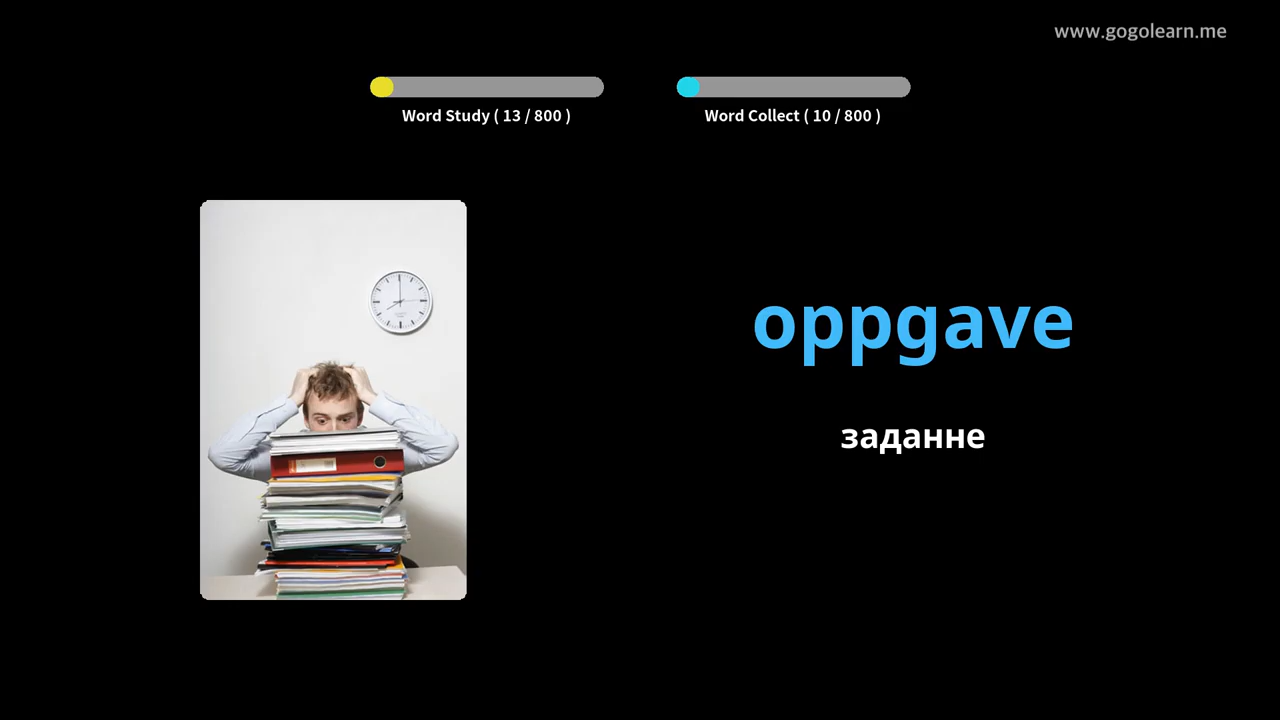 www.gogolearn.me
Word Study ( 13 / 800 )
Word Collect ( 10 / 800 )
oppgave
заданне